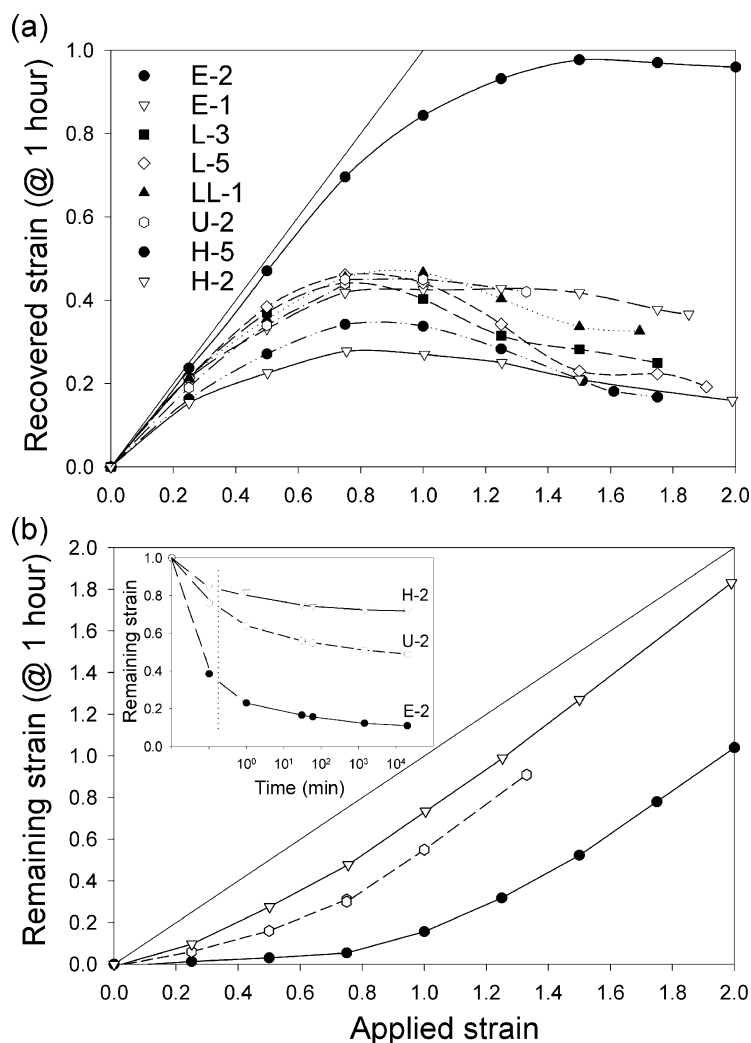 (a)
Recovered strain (@ 1 hour)
1.0
0.8
0.6
0.4
0.2
0.0
E-2
E-1
L-3
L-5
LL-1
U-2
H-5
H-2
0.0 0.2 0.4 0.6 0.8 1.0 1.2 1.4 1.6 1.8 2.0
(b)
Remaining strain (@ 1 hour)
2.0
1.8
1.6
1.4
1.2
1.0
0.8
0.6
0.4
0.2
0.0
Remaining strain
1.0
0.8
0.6
0.4
0.2
0.0
H-2
U-2
E-2
10⁰ 10¹ 10² 10³ 10⁴
Time (min)
0.0 0.2 0.4 0.6 0.8 1.0 1.2 1.4 1.6 1.8 2.0
Applied strain